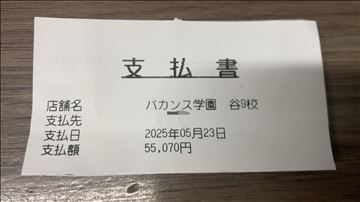 支払書
店舗名 バカンス学園 谷9校
支払先
支払日 2025年05月23日
支払額 55,070円